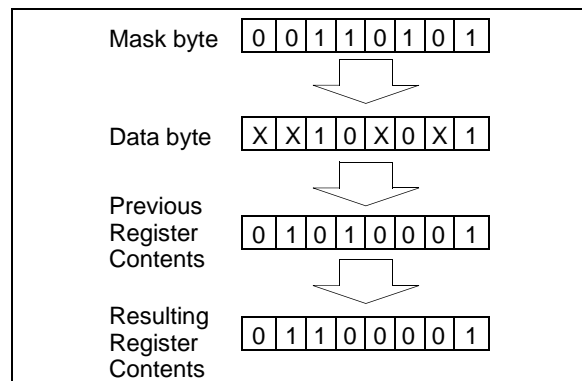 Mask byte 0 0 1 1 0 1 0 1
Data byte X X 1 0 X 0 X 1
Previous
Register
Contents
0 1 0 1 0 0 0 1
Resulting
Register
Contents
0 1 1 0 0 0 0 1